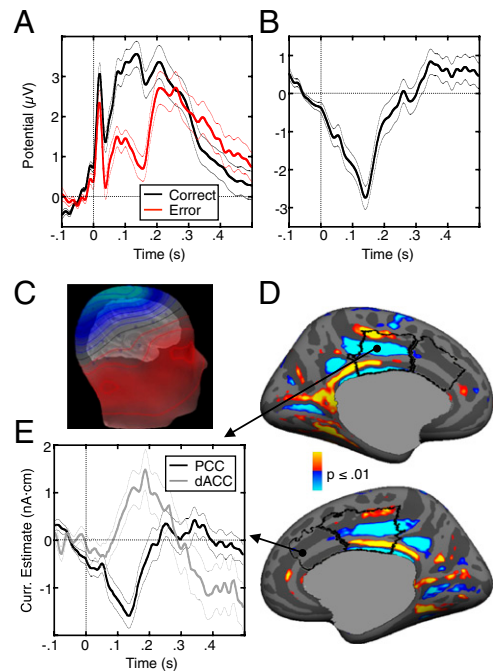 A
B
Potential (µV)
3
2
1
0
Correct
Error
-.1 0 .1 .2 .3 .4
Time (s)
1
0
-1
-2
-3
-.1 0 .1 .2 .3 .4
Time (s)
C
D
p ≤ .01
E
Curr. Estimate (nA·cm)
PCC
dACC
1
0
-1
-.1 0 .1 .2 .3 .4
Time (s)